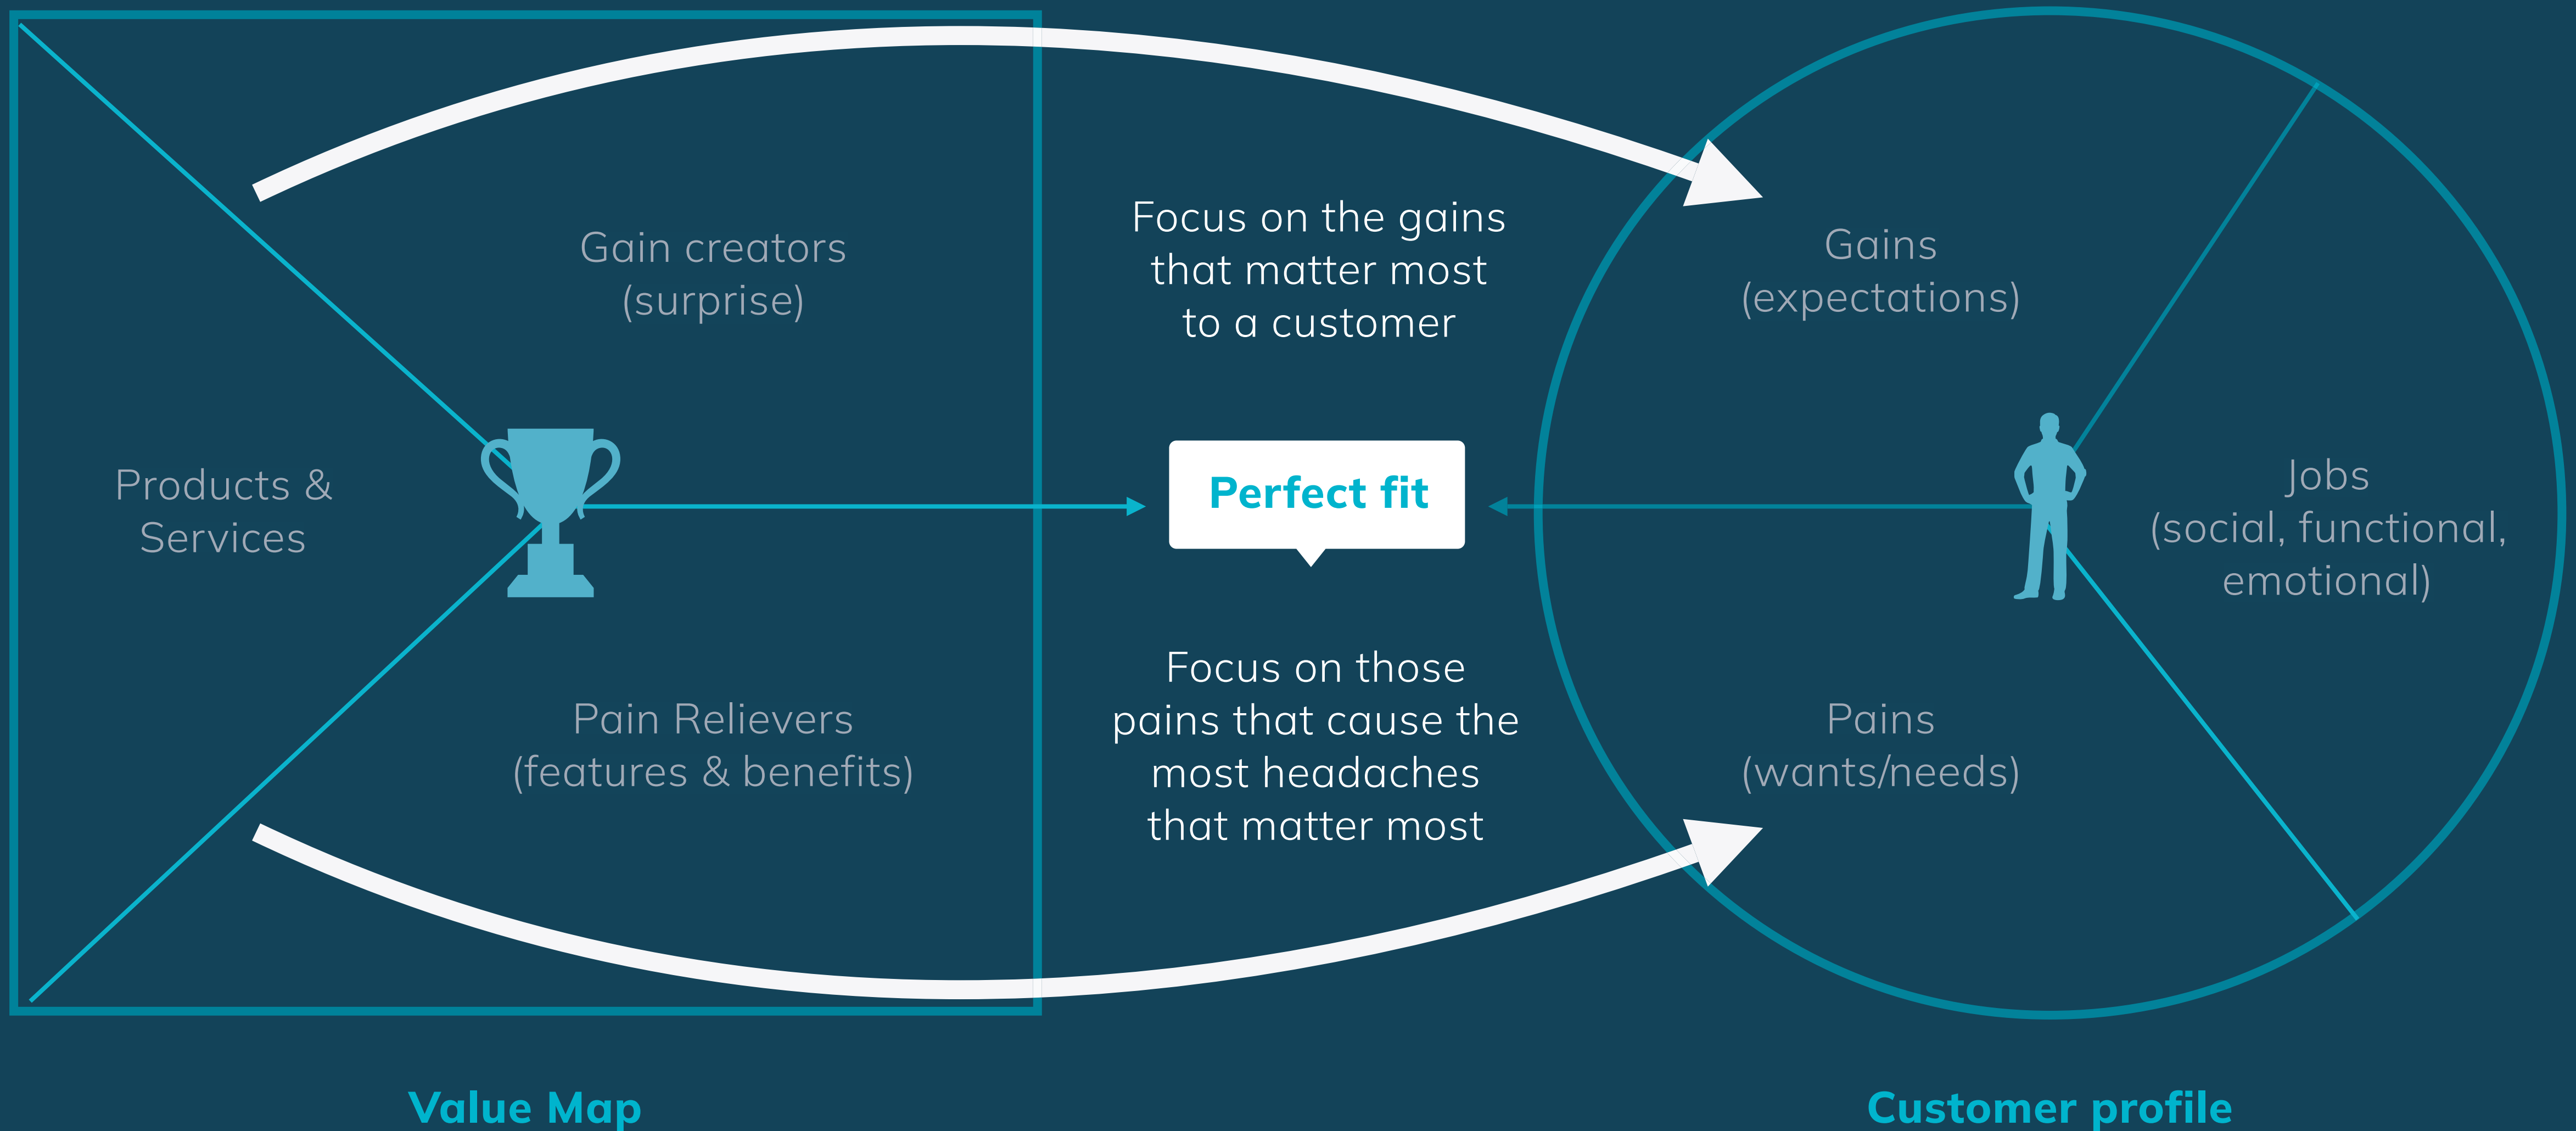 Products &
Services
Gain creators
(surprise)
Pain Relievers
(features & benefits)
Focus on the gains
that matter most
to a customer
Perfect fit
Focus on those
pains that cause the
most headaches
that matter most
Gains
(expectations)
Jobs
(social, functional,
emotional)
Pains
(wants/needs)
Value Map
Customer profile